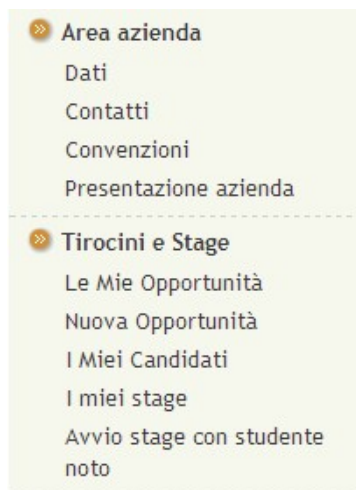 Area azienda
Dati
Contatti
Convenzioni
Presentazione azienda
Tirocini e Stage
Le Mie Opportunità
Nuova Opportunità
I Miei Candidati
I miei stage
Avvio stage con studente
noto